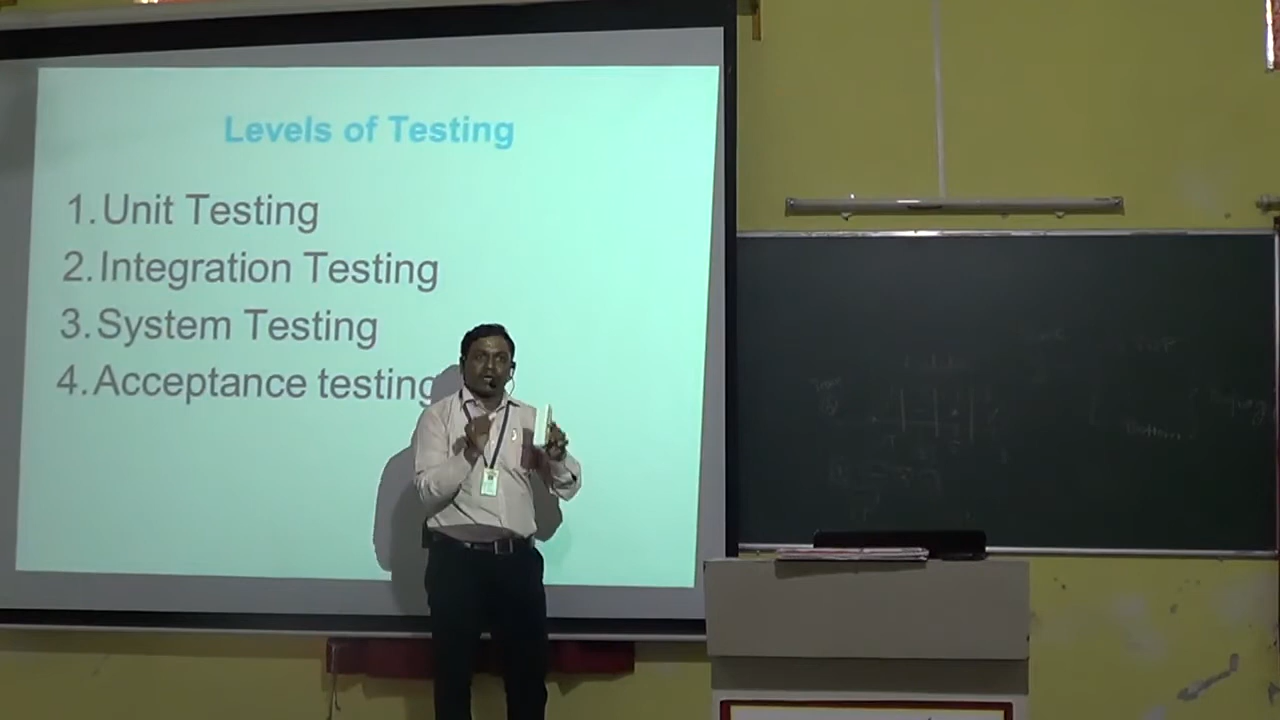 Levels of Testing
1. Unit Testing
2. Integration Testing
3. System Testing
4. Acceptance testing